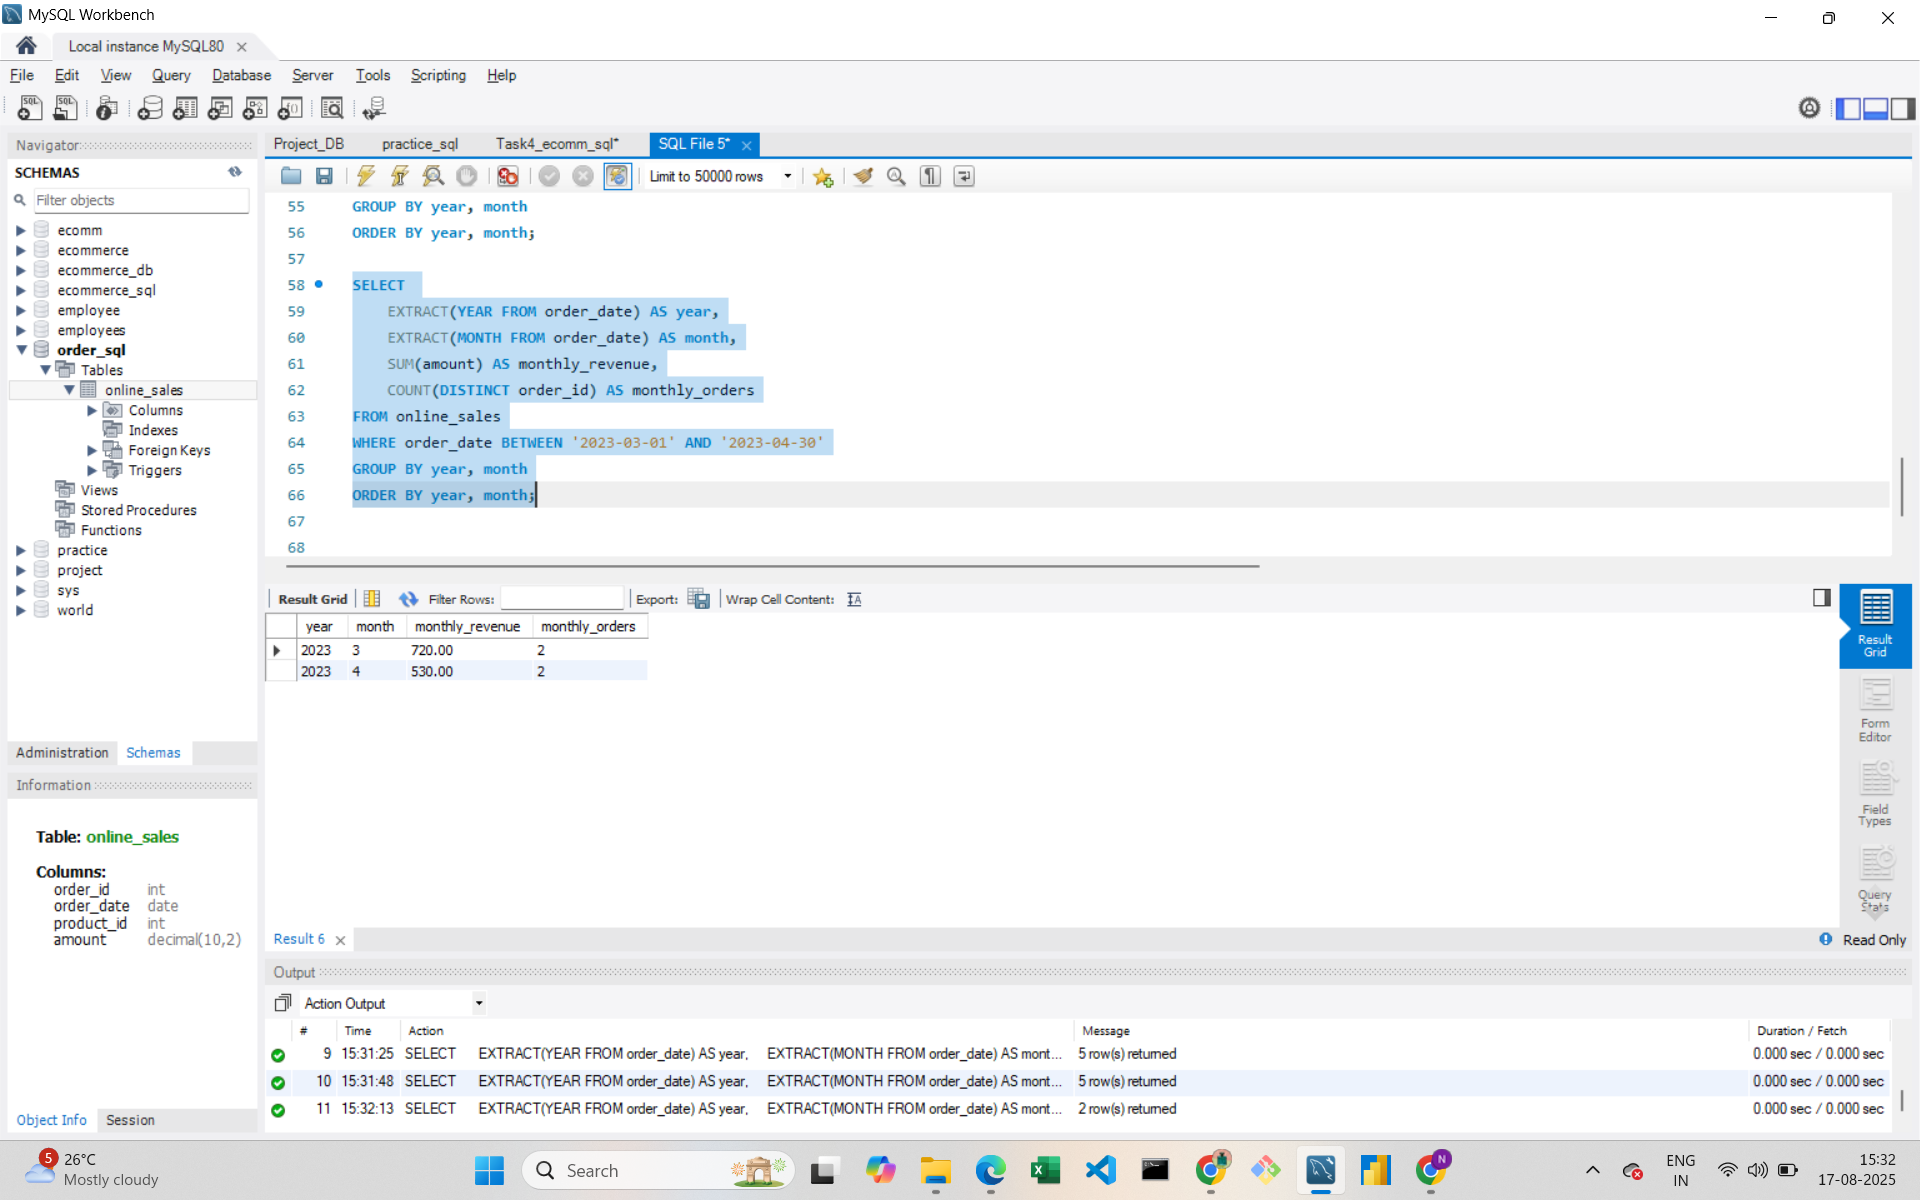 MySQL Workbench
Local instance MySQL80
File Edit View Query Database Server Tools Scripting Help
Navigator
SCHEMAS
Filter objects
ecomm
ecommerce
ecommerce_db
ecommerce_sql
employee
employees
order_sql
Tables
online_sales
Columns
Indexes
Foreign Keys
Triggers
Views
Stored Procedures
Functions
practice
project
sys
world
Administration Schemas
Information
Table: online_sales
Columns:
order_id int
order_date date
product_id int
amount decimal(10,2)
Object Info Session
Project_DB practice_sql Task4_ecomm_sql* SQL File 5*
Limit to 50000 rows
55 GROUP BY year, month
56 ORDER BY year, month;
57
58 SELECT
59 EXTRACT(YEAR FROM order_date) AS year,
60 EXTRACT(MONTH FROM order_date) AS month,
61 SUM(amount) AS monthly_revenue,
62 COUNT(DISTINCT order_id) AS monthly_orders
63 FROM online_sales
64 WHERE order_date BETWEEN '2023-03-01' AND '2023-04-30'
65 GROUP BY year, month
66 ORDER BY year, month;
67
68
Result Grid Filter Rows: Export: Wrap Cell Content:
year month monthly_revenue monthly_orders
2023 3 720.00 2
2023 4 530.00 2
Result Grid
Form Editor
Field Types
Query Stats
Result 6
Read Only
Output
Action Output
# Time Action Message Duration / Fetch
9 15:31:25 SELECT EXTRACT(YEAR FROM order_date) AS year, EXTRACT(MONTH FROM order_date) AS mont... 5 row(s) returned 0.000 sec / 0.000 sec
10 15:31:48 SELECT EXTRACT(YEAR FROM order_date) AS year, EXTRACT(MONTH FROM order_date) AS mont... 5 row(s) returned 0.000 sec / 0.000 sec
11 15:32:13 SELECT EXTRACT(YEAR FROM order_date) AS year, EXTRACT(MONTH FROM order_date) AS mont... 2 row(s) returned 0.000 sec / 0.000 sec
5
26°C
Mostly cloudy
Search
N
ENG
IN
15:32
17-08-2025